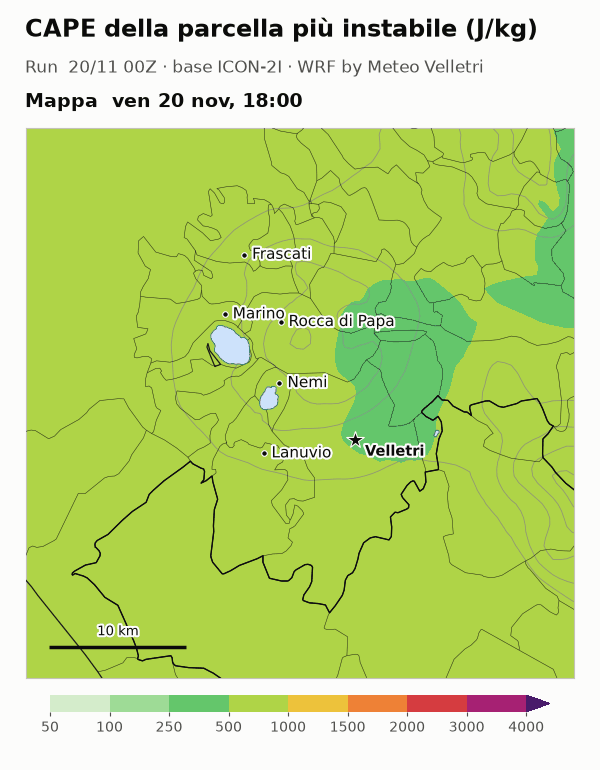 CAPE della parcella più instabile (J/kg)
Run  20/11 00Z · base ICON-2I · WRF by Meteo Velletri
Mappa  ven 20 nov, 18:00
Frascati
Marino
Rocca di Papa
Nemi
Velletri
Lanuvio
10 km
50 100 250 500 1000 1500 2000 3000 4000